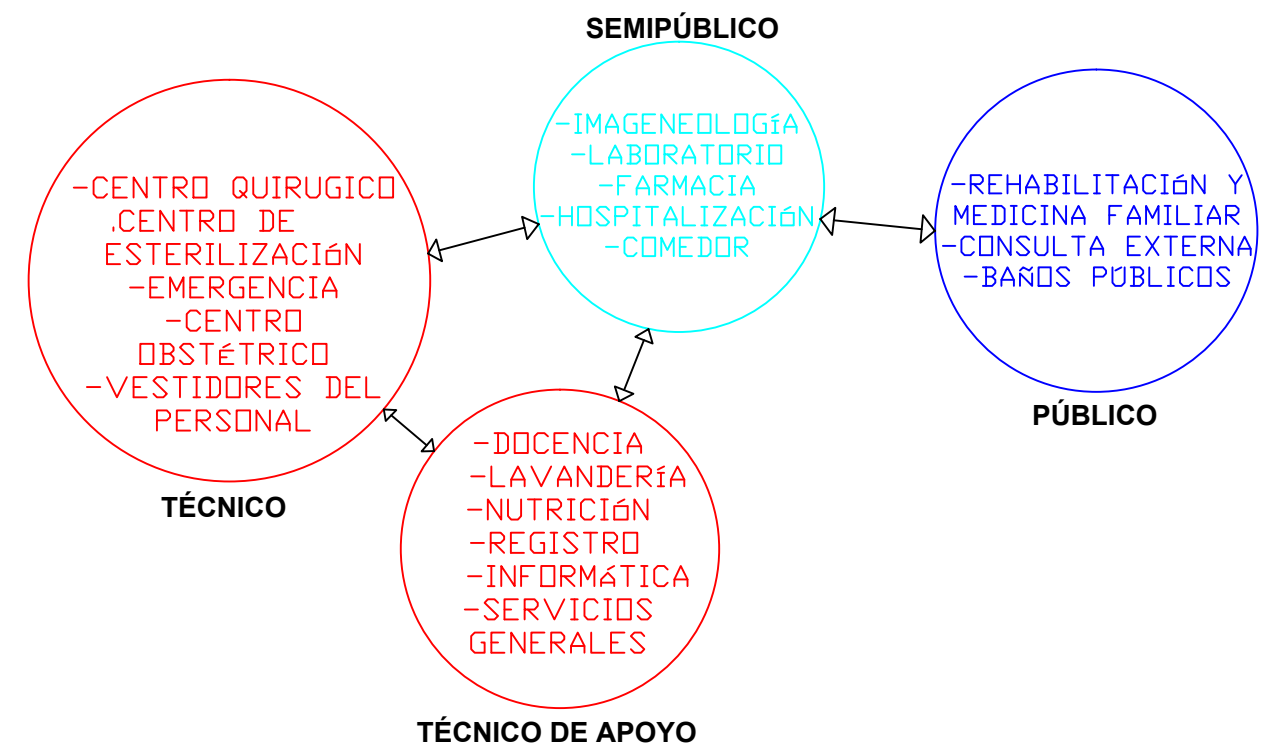 SEMIPÚBLICO
-IMAGENEOLOGíA
-LABORATORIO
-FARMACIA
-HOSPITALIZACIóN
-COMEDOR
-CENTRO QUIRUGICO
.CENTRO DE
ESTERILIZACIóN
-EMERGENCIA
-CENTRO
OBSTéTRICO
-VESTIDORES DEL
PERSONAL
TÉCNICO
-REHABILITACIóN Y
MEDICINA FAMILIAR
-CONSULTA EXTERNA
-BAÑOS PÚBLICOS
PÚBLICO
-DOCENCIA
-LAVANDERíA
-NUTRICIóN
-REGISTRO
-INFORMáTICA
-SERVICIOS
GENERALES
TÉCNICO DE APOYO